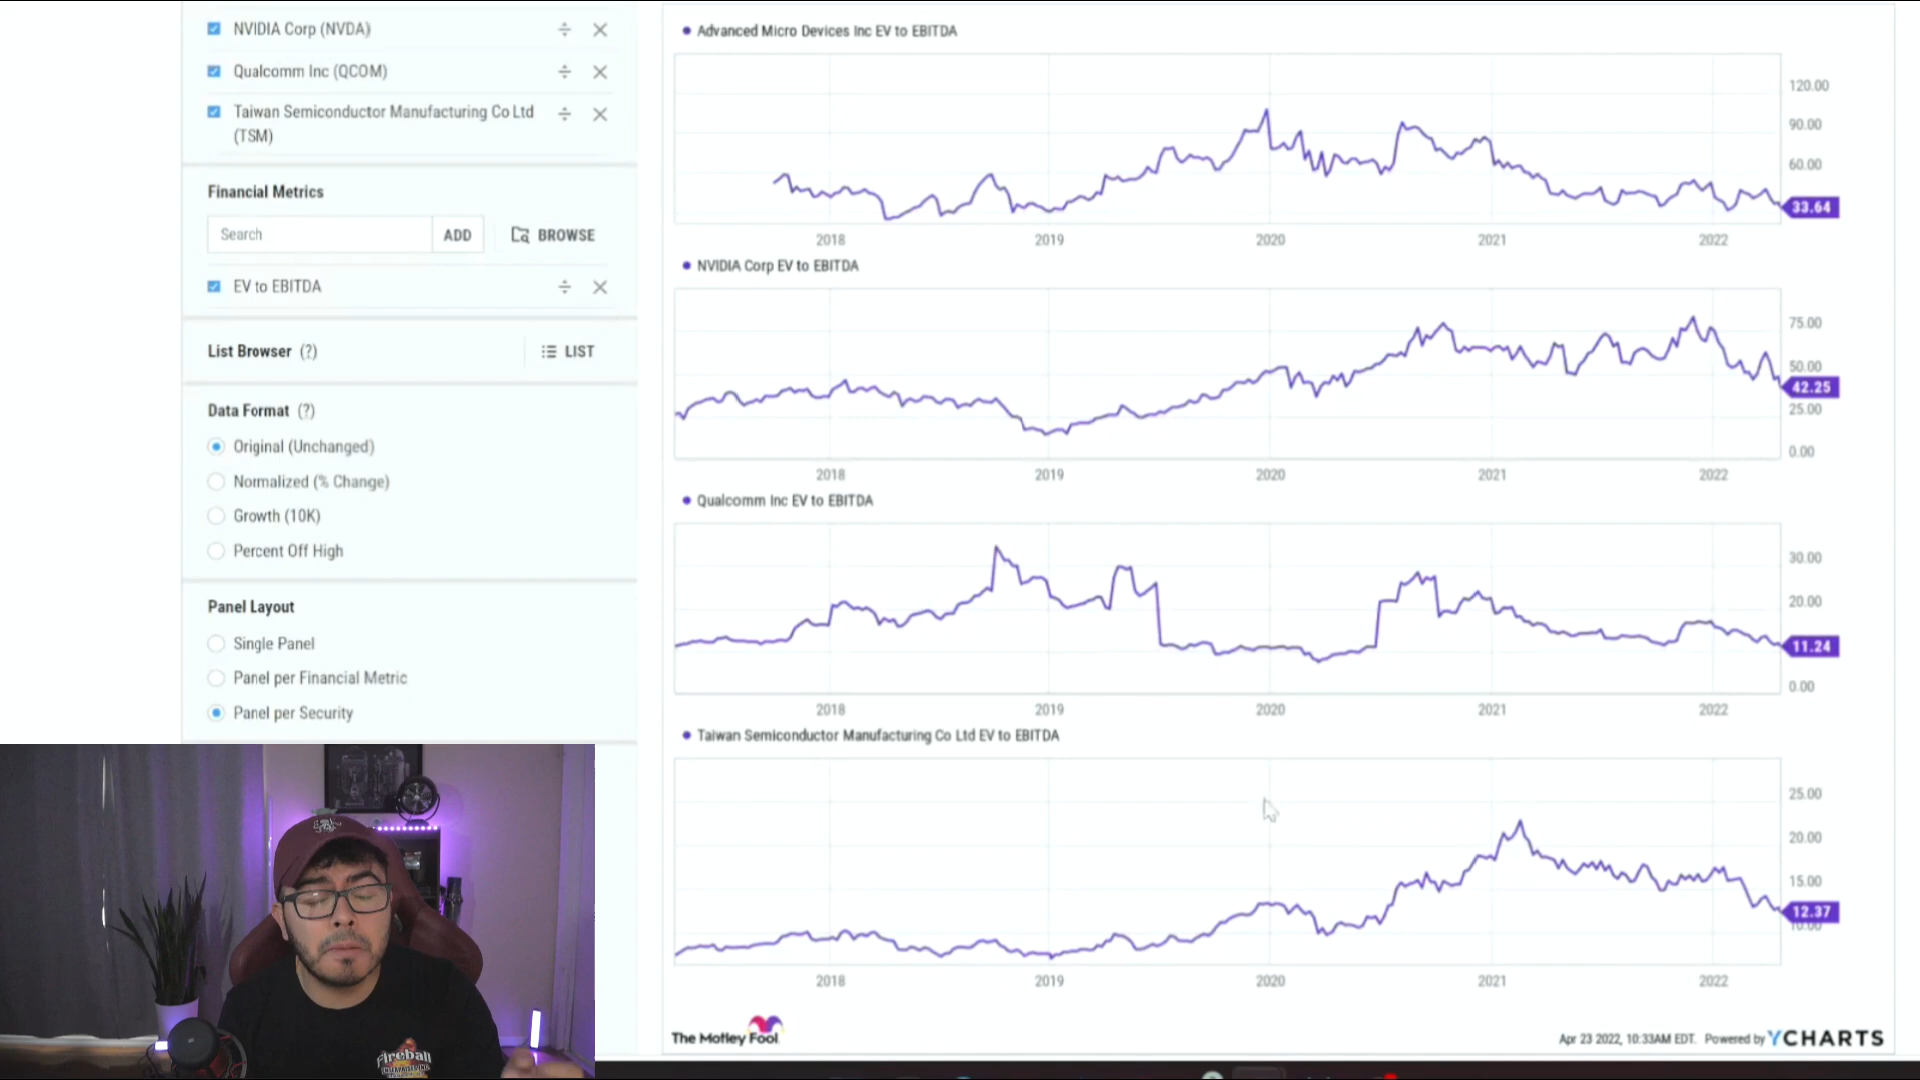 NVIDIA Corp (NVDA)
Qualcomm Inc (QCOM)
Taiwan Semiconductor Manufacturing Co Ltd
(TSM)
Financial Metrics
Search
ADD
BROWSE
EV to EBITDA
List Browser (?)
LIST
Data Format (?)
Original (Unchanged)
Normalized (% Change)
Growth (10K)
Percent Off High
Panel Layout
Single Panel
Panel per Financial Metric
Panel per Security
Advanced Micro Devices Inc EV to EBITDA
120.00
90.00
60.00
33.64
2018 2019 2020 2021 2022
NVIDIA Corp EV to EBITDA
75.00
50.00
42.25
25.00
0.00
2018 2019 2020 2021 2022
Qualcomm Inc EV to EBITDA
30.00
20.00
11.24
0.00
2018 2019 2020 2021 2022
Taiwan Semiconductor Manufacturing Co Ltd EV to EBITDA
25.00
20.00
15.00
12.37
10.00
2018 2019 2020 2021 2022
The Motley Fool
Apr 23 2022, 10:33AM EDT. Powered by YCHARTS
Fireball